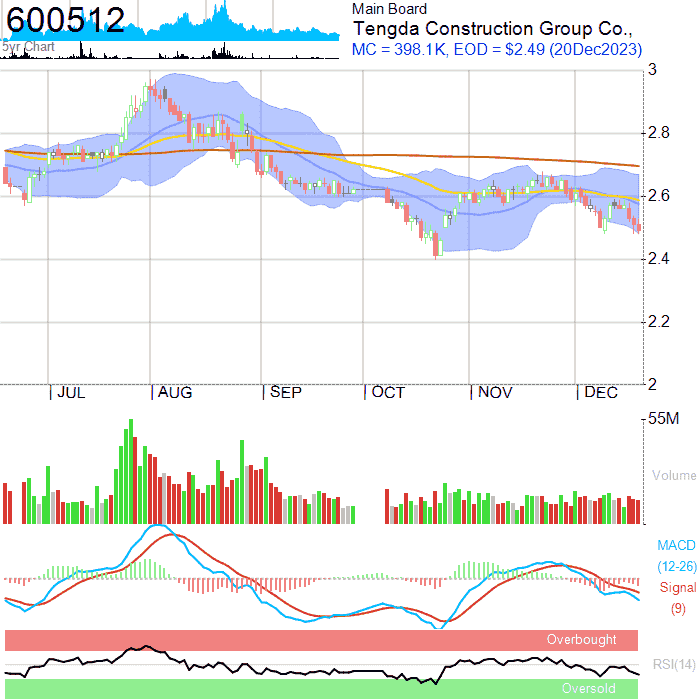 600512
5yr Chart
Main Board
Tengda Construction Group Co.,
MC = 398.1K, EOD = $2.49 (20Dec2023)
3
2.8
2.6
2.4
2.2
2
JUL
AUG
SEP
OCT
NOV
DEC
55M
Volume
MACD
(12-26)
Signal
(9)
Overbought
RSI(14)
Oversold